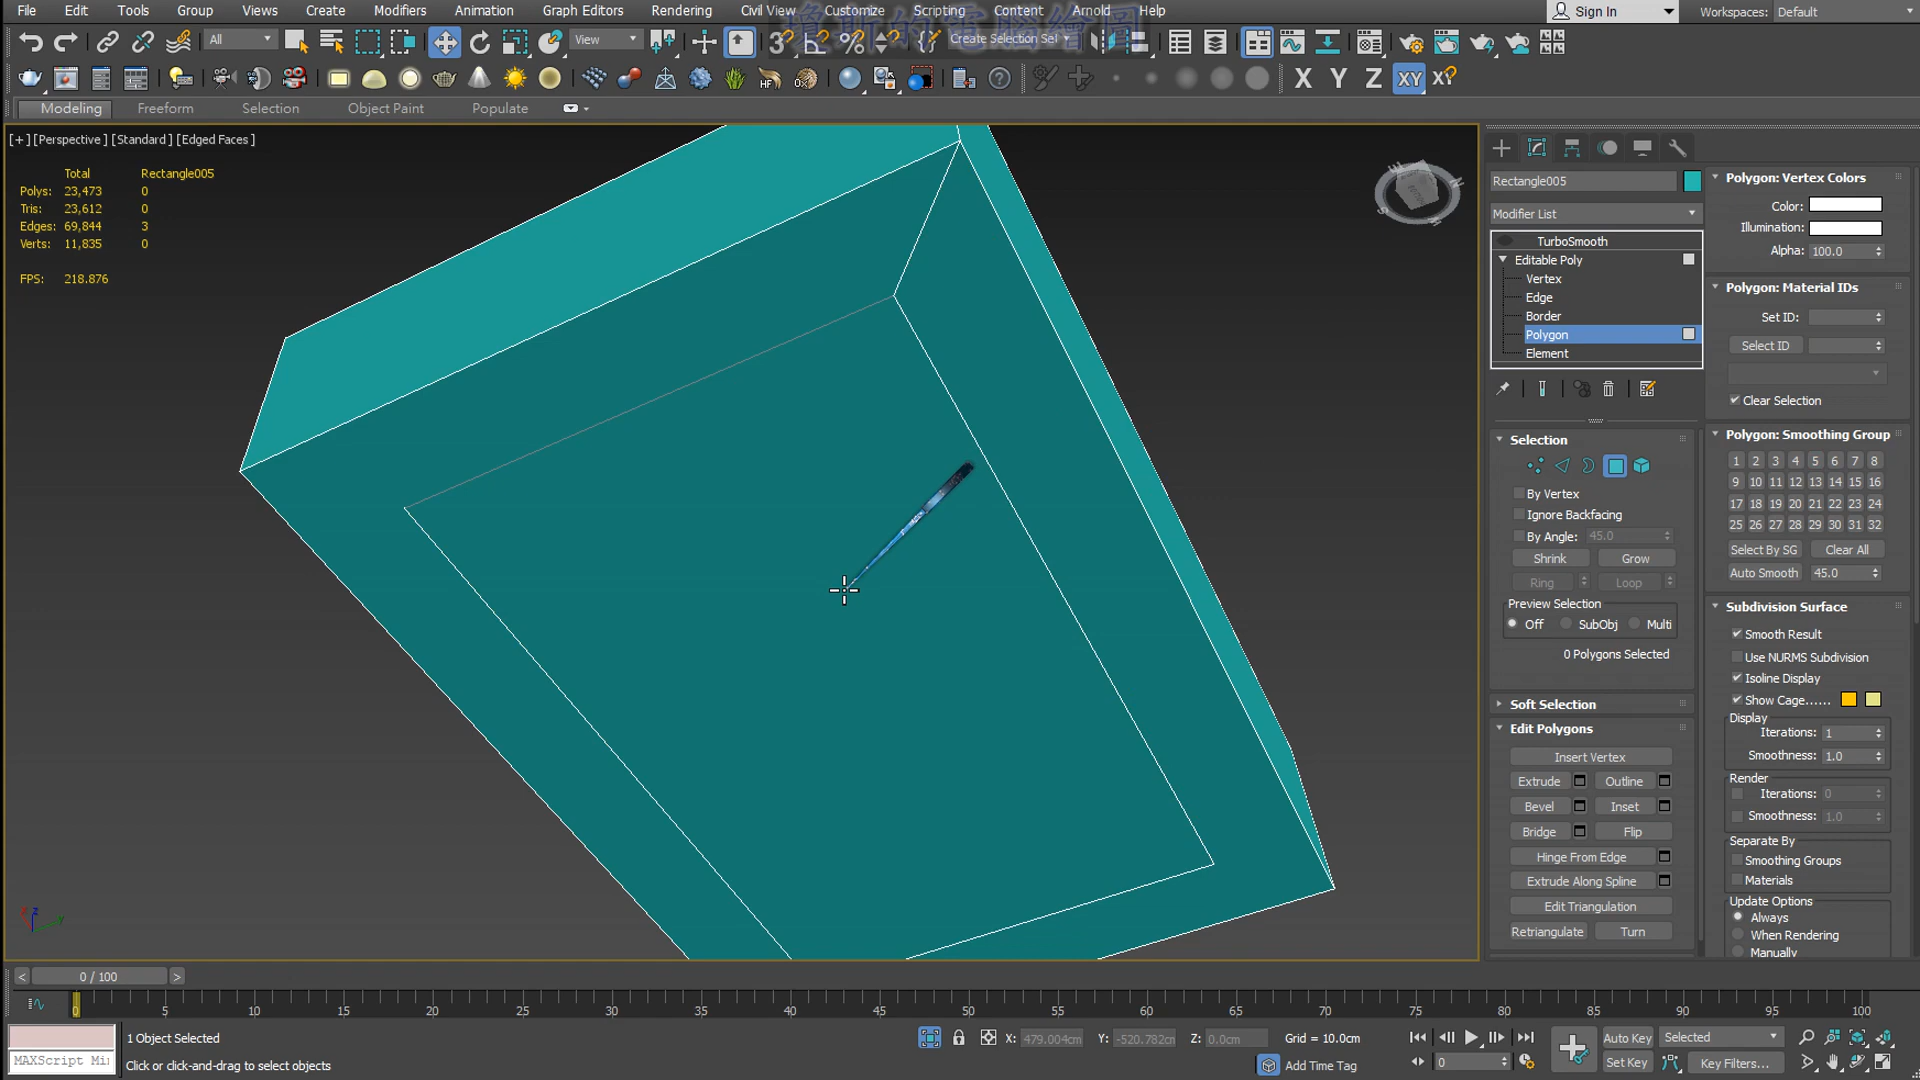 File Edit Tools Group Views Create Modifiers Animation Graph Editors Rendering Civil View Customize Scripting Content Arnold Help
Sign In
Workspaces: Default
瓊斯的電腦繪圖
All
View
Create Selection Sel
X Y Z XY XY
Modeling Freeform Selection Object Paint Populate
[+] [Perspective ] [Standard ] [Edged Faces ]
Total Rectangle005
Polys: 23,473 0
Tris: 23,612 0
Edges: 69,844 3
Verts: 11,835 0
FPS: 218.876
Rectangle005
Modifier List
TurboSmooth
Editable Poly
Vertex
Edge
Border
Polygon
Element
Selection
By Vertex
Ignore Backfacing
By Angle: 45.0
Shrink Grow
Ring Loop
Preview Selection
Off SubObj Multi
0 Polygons Selected
Soft Selection
Edit Polygons
Insert Vertex
Extrude Outline
Bevel Inset
Bridge Flip
Hinge From Edge
Extrude Along Spline
Edit Triangulation
Retriangulate Turn
Polygon: Vertex Colors
Color:
Illumination:
Alpha: 100.0
Polygon: Material IDs
Set ID:
Select ID
Clear Selection
Polygon: Smoothing Group
1 2 3 4 5 6 7 8
9 10 11 12 13 14 15 16
17 18 19 20 21 22 23 24
25 26 27 28 29 30 31 32
Select By SG Clear All
Auto Smooth 45.0
Subdivision Surface
Smooth Result
Use NURMS Subdivision
Isoline Display
Show Cage......
Display
Iterations: 1
Smoothness: 1.0
Render
Iterations: 0
Smoothness: 1.0
Separate By
Smoothing Groups
Materials
Update Options
Always
When Rendering
Manually
< 0 / 100 >
0 5 10 15 20 25 30 35 40 45 50 55 60 65 70 75 80 85 90 95 100
1 Object Selected
X: 479.004cm Y: -520.782cm Z: 0.0cm Grid = 10.0cm
Auto Key Selected
MAXScript Mi
Click or click-and-drag to select objects
Add Time Tag
0
Set Key Key Filters...